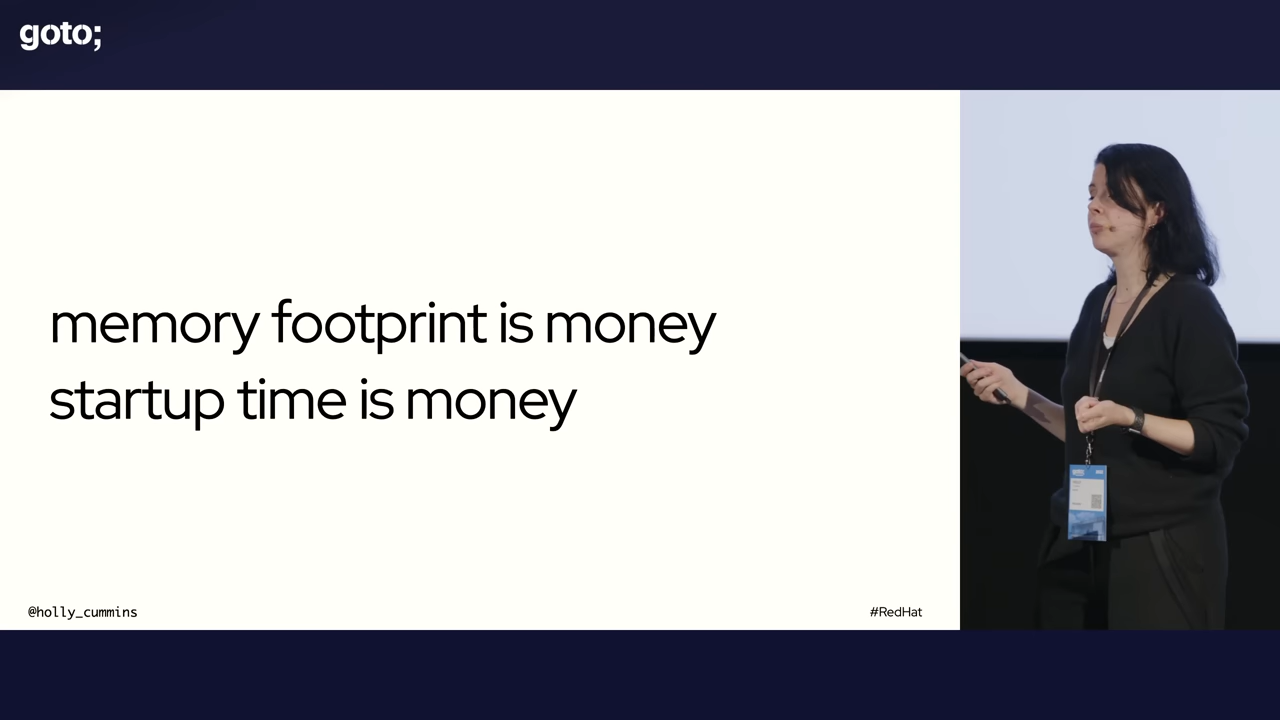 goto;
memory footprint is money
startup time is money
@holly_cummins
#RedHat